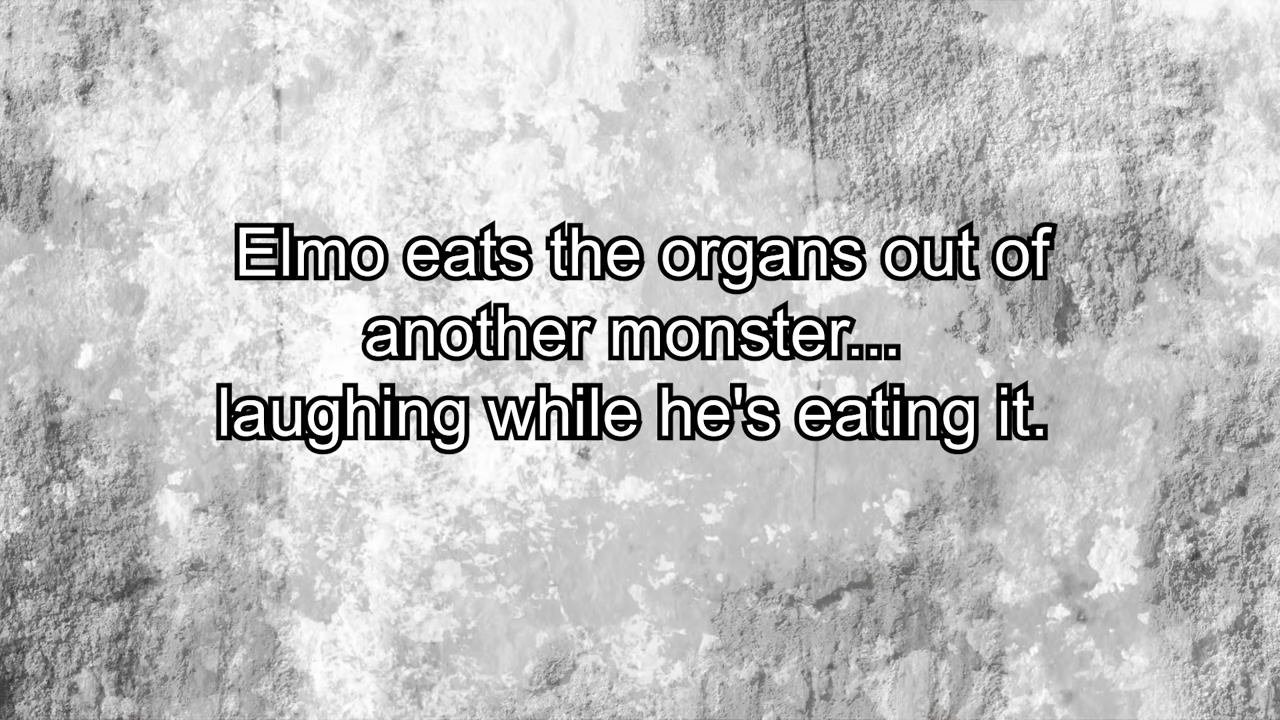 Elmo eats the organs out of
another monster...
laughing while he's eating it.